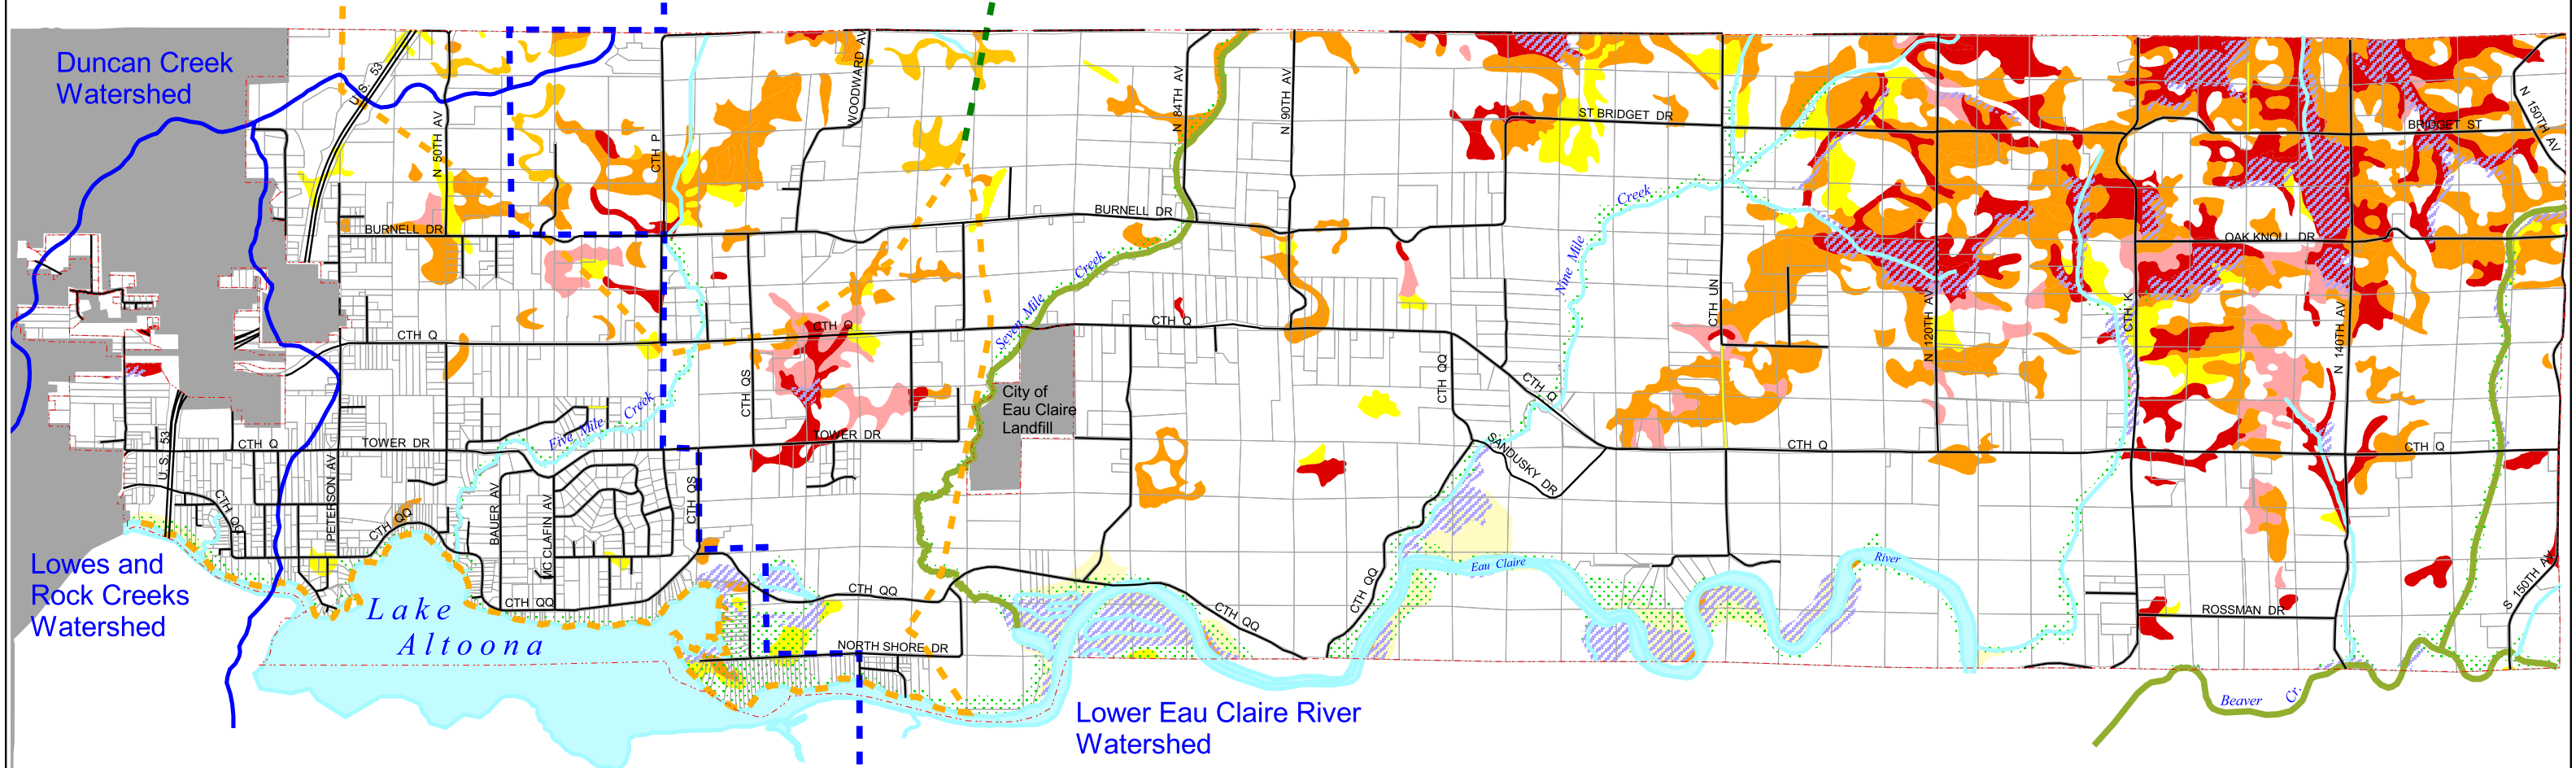 Duncan Creek
Watershed
U. S. 53
N 50TH AV
CTH P
WOODWARD AV
N 84TH AV
N 90TH AV
ST BRIDGET DR
BRIDGET ST
N 150TH AV
BURNELL DR
BURNELL DR
Creek
Nine Mile
OAK KNOLL DR
Seven Mile
Creek
CTH Q
CTH Q
CTH Q
CTH UN
N 120TH AV
CTH K
N 140TH AV
CTH QS
City of
Eau Claire
Landfill
CTH QQ
CTH Q
Five Mile
Creek
U. S. 53
CTH Q
TOWER DR
TOWER DR
SANDUSKY DR
CTH Q
CTH Q
CTH QQ
PETERSON AV
CTH QQ
BAUER AV
MC CLAFIN AV
CTH QS
Lowes and
Rock Creeks
Watershed
Lake
Altoona
CTH QQ
CTH QQ
CTH QQ
CTH QQ
Eau Claire
River
NORTH SHORE DR
ROSSMAN DR
S 150TH AV
Beaver
Cr.
Lower Eau Claire River
Watershed